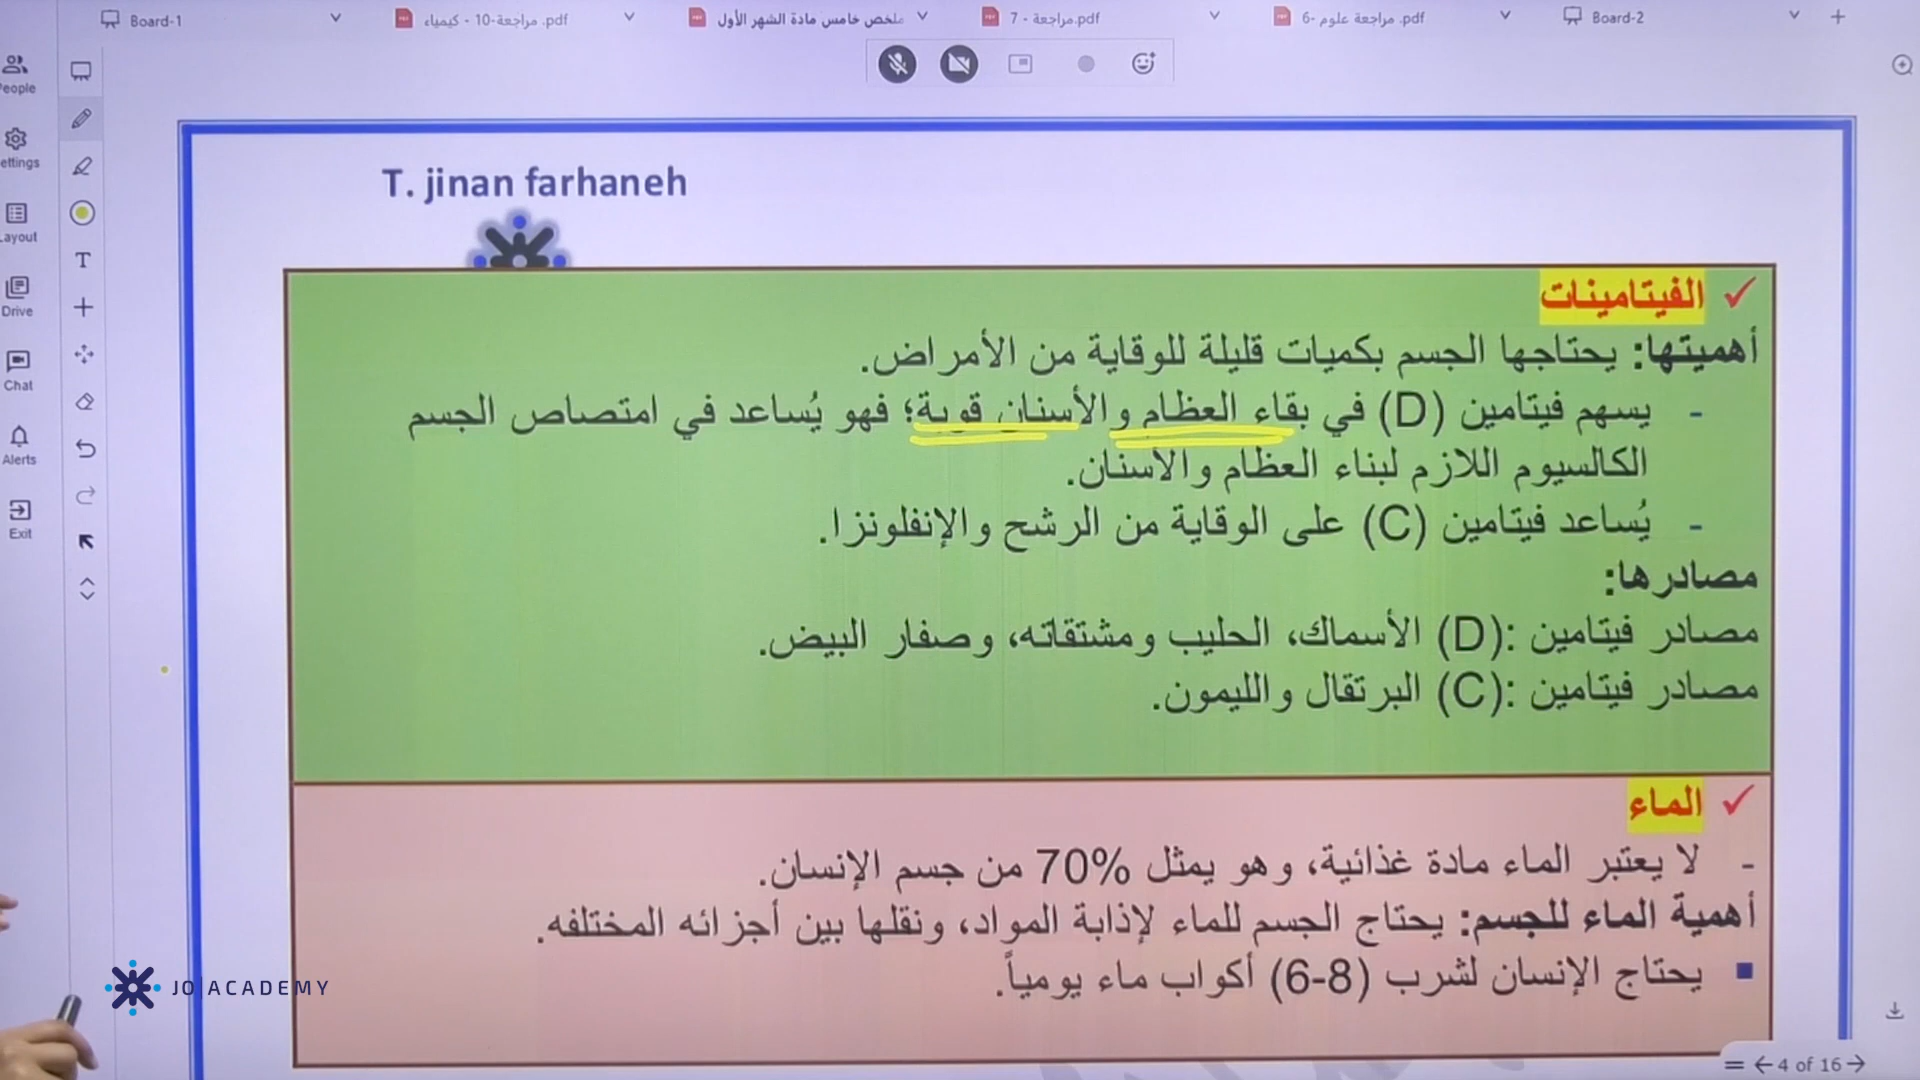 Board-1
مراجعة-10 - كيمياء .pdf
ملخص خامس مادة الشهر الأول
مراجعة - 7.pdf
مراجعة علوم -6 .pdf
Board-2
People
Settings
Layout
Drive
Chat
Alerts
Exit
T
T. jinan farhaneh
الفيتامينات
أهميتها: يحتاجها الجسم بكميات قليلة للوقاية من الأمراض.
- يسهم فيتامين (D) في بقاء العظام والأسنان قوية؛ فهو يُساعد في امتصاص الجسم
الكالسيوم اللازم لبناء العظام والأسنان.
- يُساعد فيتامين (C) على الوقاية من الرشح والإنفلونزا.
مصادرها:
مصادر فيتامين :(D) الأسماك، الحليب ومشتقاته، وصفار البيض.
مصادر فيتامين :(C) البرتقال والليمون.
الماء
- لا يعتبر الماء مادة غذائية، وهو يمثل 70% من جسم الإنسان.
أهمية الماء للجسم: يحتاج الجسم للماء لإذابة المواد، ونقلها بين أجزائه المختلفه.
يحتاج الإنسان لشرب (6-8) أكواب ماء يومياً.
JO|ACADEMY
4 of 16